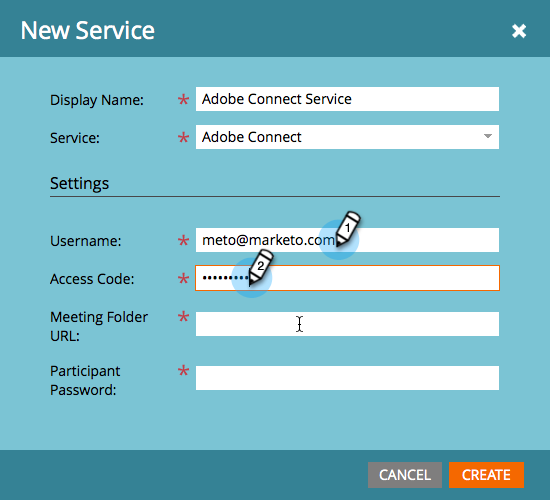 New Service
Display Name: * Adobe Connect Service
Service: * Adobe Connect
Settings
Username: * meto@marketo.com 1
Access Code: * ••••••••• 2
Meeting Folder *
URL:
Participant *
Password:
CANCEL CREATE